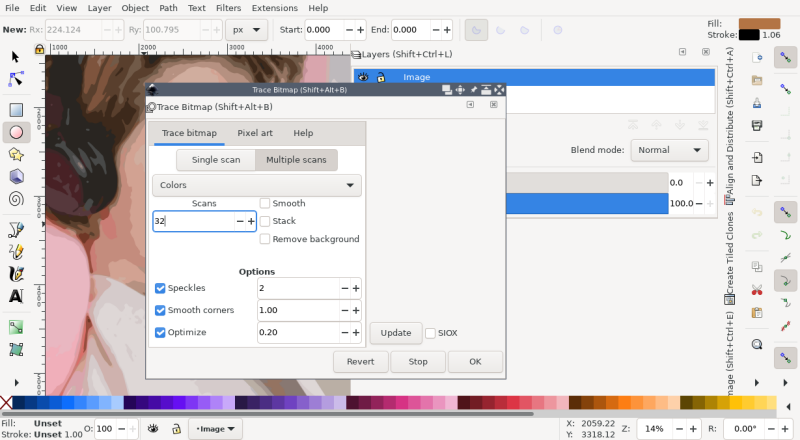 File Edit View Layer Object Path Text Filters Extensions Help
New: Rx: 224.124 Ry: 100.795 px Start: 0.000 End: 0.000
Fill:
Stroke: 1.06
1000 2000 3000 4000
Layers (Shift+Ctrl+L)
Image
Trace Bitmap (Shift+Alt+B)
Trace Bitmap (Shift+Alt+B)
Trace bitmap Pixel art Help
Single scan Multiple scans
Colors
Scans
32
Smooth
Stack
Remove background
Options
Speckles 2
Smooth corners 1.00
Optimize 0.20
Update SIOX
Revert Stop OK
Blend mode: Normal
0.0
100.0
Align and Distribute (Shift+Ctrl+A)
Create Tiled Clones
mage (Shift+Ctrl+E)
Fill: Unset
Stroke: Unset 1.00
O: 100
Image
X: 2059.22
Y: 3318.12
Z: 14%
R: 0.00°